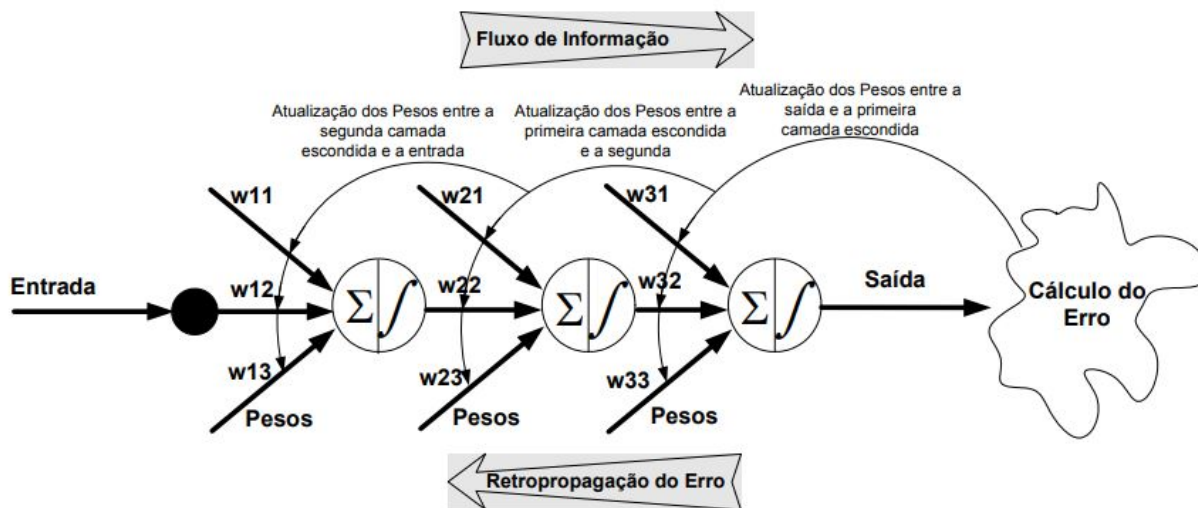 Fluxo de Informação
Atualização dos Pesos entre a
segunda camada
escondida e a entrada
Atualização dos Pesos entre a
primeira camada escondida
e a segunda
Atualização dos Pesos entre a
saída e a primeira
camada escondida
w11
w21
w31
Entrada
w12
w22
w32
Saída
Σ ∫
Σ ∫
Σ ∫
Cálculo do
Erro
w13
w23
w33
Pesos
Pesos
Pesos
Retropropagação do Erro